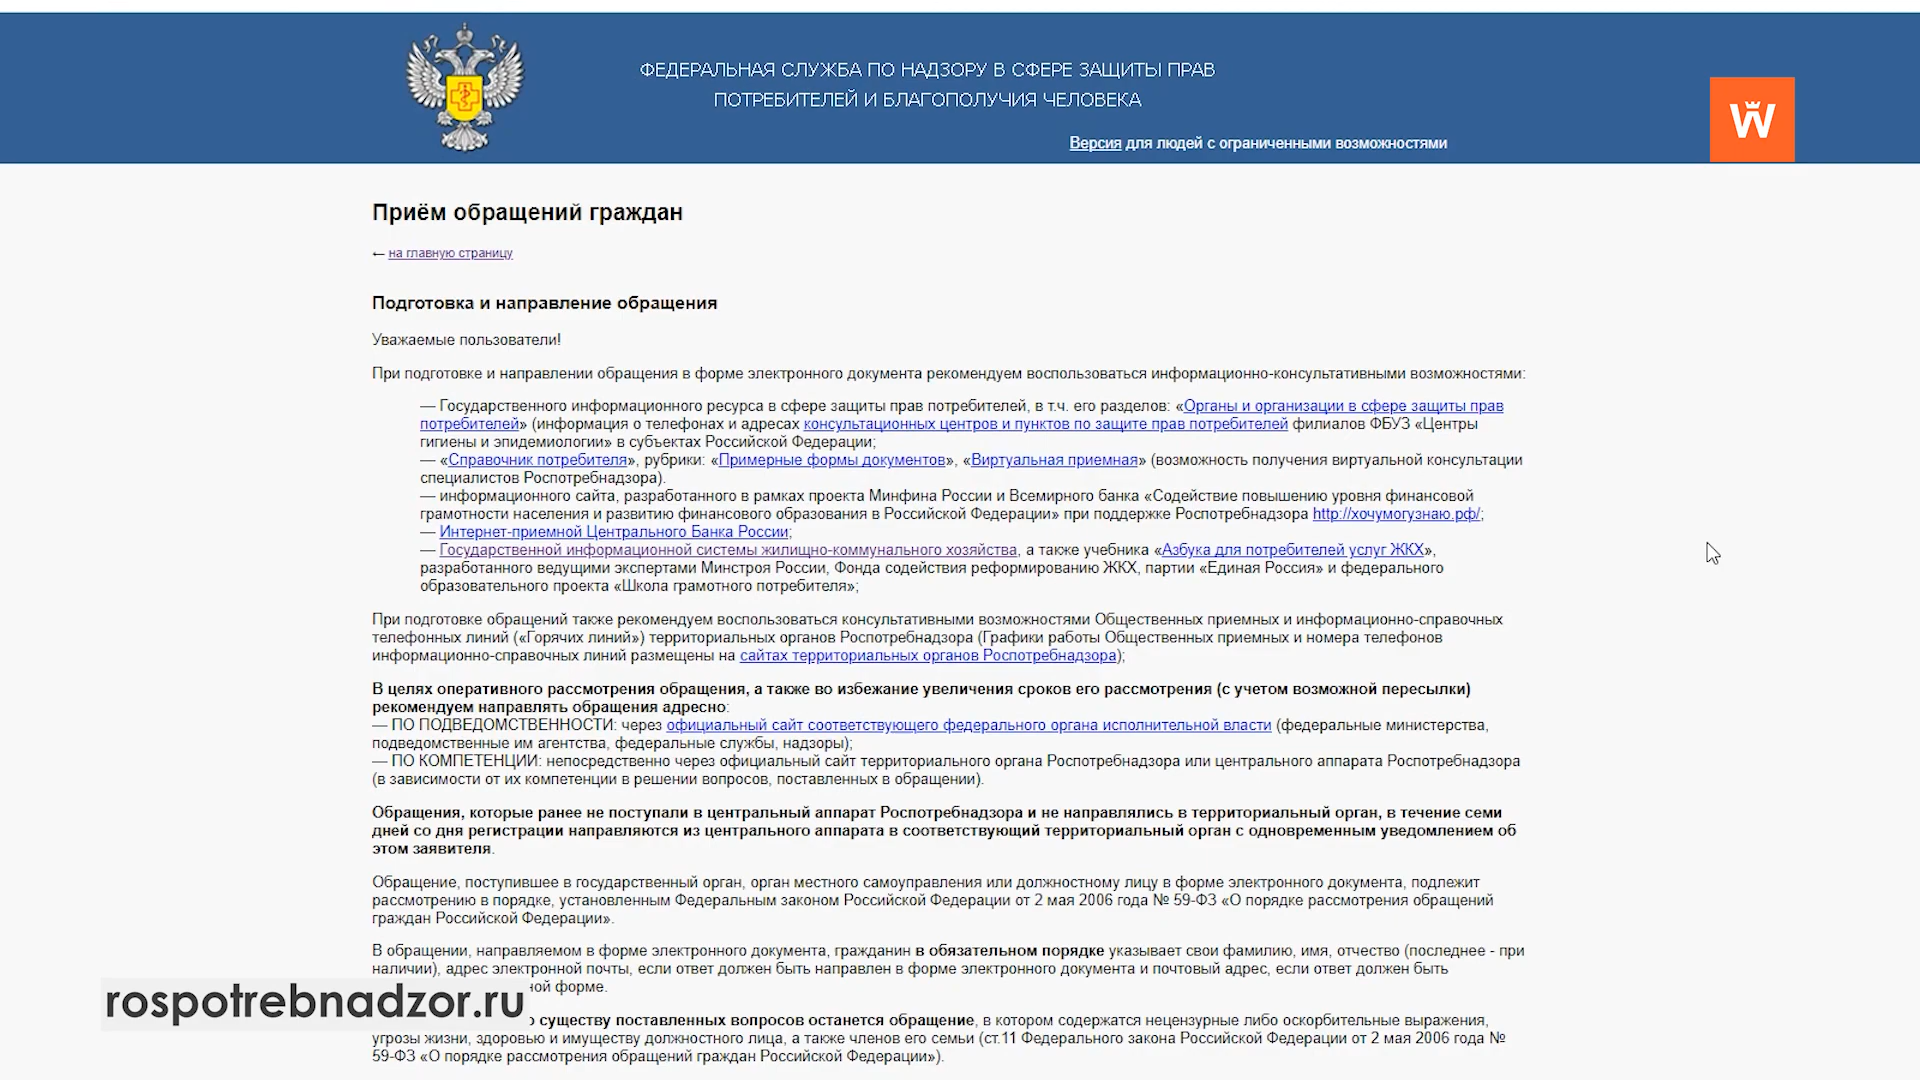 ФЕДЕРАЛЬНАЯ СЛУЖБА ПО НАДЗОРУ В СФЕРЕ ЗАЩИТЫ ПРАВ
ПОТРЕБИТЕЛЕЙ И БЛАГОПОЛУЧИЯ ЧЕЛОВЕКА
Версия для людей с ограниченными возможностями
W
Приём обращений граждан
← на главную страницу
Подготовка и направление обращения
Уважаемые пользователи!
При подготовке и направлении обращения в форме электронного документа рекомендуем воспользоваться информационно-консультативными возможностями:
— Государственного информационного ресурса в сфере защиты прав потребителей, в т.ч. его разделов: «Органы и организации в сфере защиты прав
потребителей» (информация о телефонах и адресах консультационных центров и пунктов по защите прав потребителей филиалов ФБУЗ «Центры
гигиены и эпидемиологии» в субъектах Российской Федерации;
— «Справочник потребителя», рубрики: «Примерные формы документов», «Виртуальная приемная» (возможность получения виртуальной консультации
специалистов Роспотребнадзора).
— информационного сайта, разработанного в рамках проекта Минфина России и Всемирного банка «Содействие повышению уровня финансовой
грамотности населения и развитию финансового образования в Российской Федерации» при поддержке Роспотребнадзора http://хочумогузнаю.рф/;
— Интернет-приемной Центрального Банка России;
— Государственной информационной системы жилищно-коммунального хозяйства, а также учебника «Азбука для потребителей услуг ЖКХ»,
разработанного ведущими экспертами Минстроя России, Фонда содействия реформированию ЖКХ, партии «Единая Россия» и федерального
образовательного проекта «Школа грамотного потребителя»;
При подготовке обращений также рекомендуем воспользоваться консультативными возможностями Общественных приемных и информационно-справочных
телефонных линий («Горячих линий») территориальных органов Роспотребнадзора (Графики работы Общественных приемных и номера телефонов
информационно-справочных линий размещены на сайтах территориальных органов Роспотребнадзора);
В целях оперативного рассмотрения обращения, а также во избежание увеличения сроков его рассмотрения (с учетом возможной пересылки)
рекомендуем направлять обращения адресно:
— ПО ПОДВЕДОМСТВЕННОСТИ: через официальный сайт соответствующего федерального органа исполнительной власти (федеральные министерства,
подведомственные им агентства, федеральные службы, надзоры);
— ПО КОМПЕТЕНЦИИ: непосредственно через официальный сайт территориального органа Роспотребнадзора или центрального аппарата Роспотребнадзора
(в зависимости от их компетенции в решении вопросов, поставленных в обращении).
Обращения, которые ранее не поступали в центральный аппарат Роспотребнадзора и не направлялись в территориальный орган, в течение семи
дней со дня регистрации направляются из центрального аппарата в соответствующий территориальный орган с одновременным уведомлением об
этом заявителя.
Обращение, поступившее в государственный орган, орган местного самоуправления или должностному лицу в форме электронного документа, подлежит
рассмотрению в порядке, установленным Федеральным законом Российской Федерации от 2 мая 2006 года № 59-ФЗ «О порядке рассмотрения обращений
граждан Российской Федерации».
В обращении, направляемом в форме электронного документа, гражданин в обязательном порядке указывает свои фамилию, имя, отчество (последнее - при
наличии), адрес электронной почты, если ответ должен быть направлен в форме электронного документа и почтовый адрес, если ответ должен быть
ной форме.
rospotrebnadzor.ru
о существу поставленных вопросов останется обращение, в котором содержатся нецензурные либо оскорбительные выражения,
угрозы жизни, здоровью и имуществу должностного лица, а также членов его семьи (ст.11 Федерального закона Российской Федерации от 2 мая 2006 года №
59-ФЗ «О порядке рассмотрения обращений граждан Российской Федерации»).